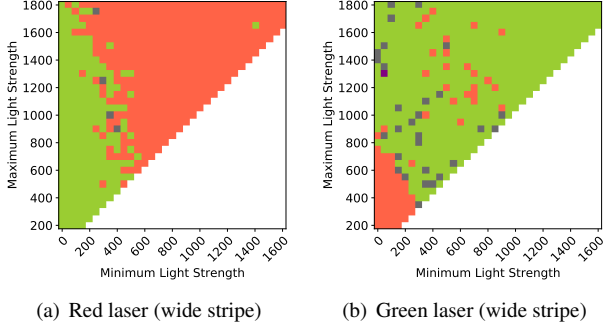 1800
1600
1400
1200
1000
800
600
400
200
Maximum Light Strength
0 200 400 600 800 1000 1200 1400 1600
Minimum Light Strength
(a) Red laser (wide stripe)
1800
1600
1400
1200
1000
800
600
400
200
Maximum Light Strength
0 200 400 600 800 1000 1200 1400 1600
Minimum Light Strength
(b) Green laser (wide stripe)